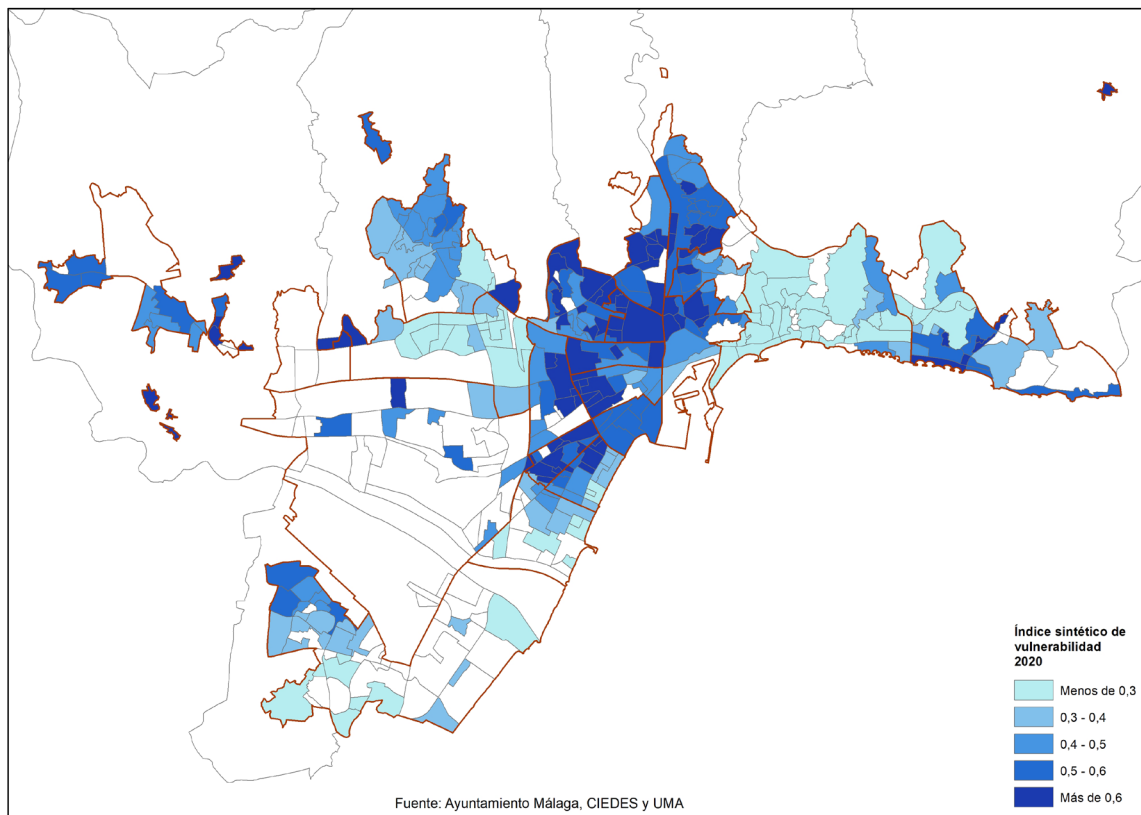 Índice sintético de
vulnerabilidad
2020
Menos de 0,3
0,3 - 0,4
0,4 - 0,5
0,5 - 0,6
Más de 0,6
Fuente: Ayuntamiento Málaga, CIEDES y UMA